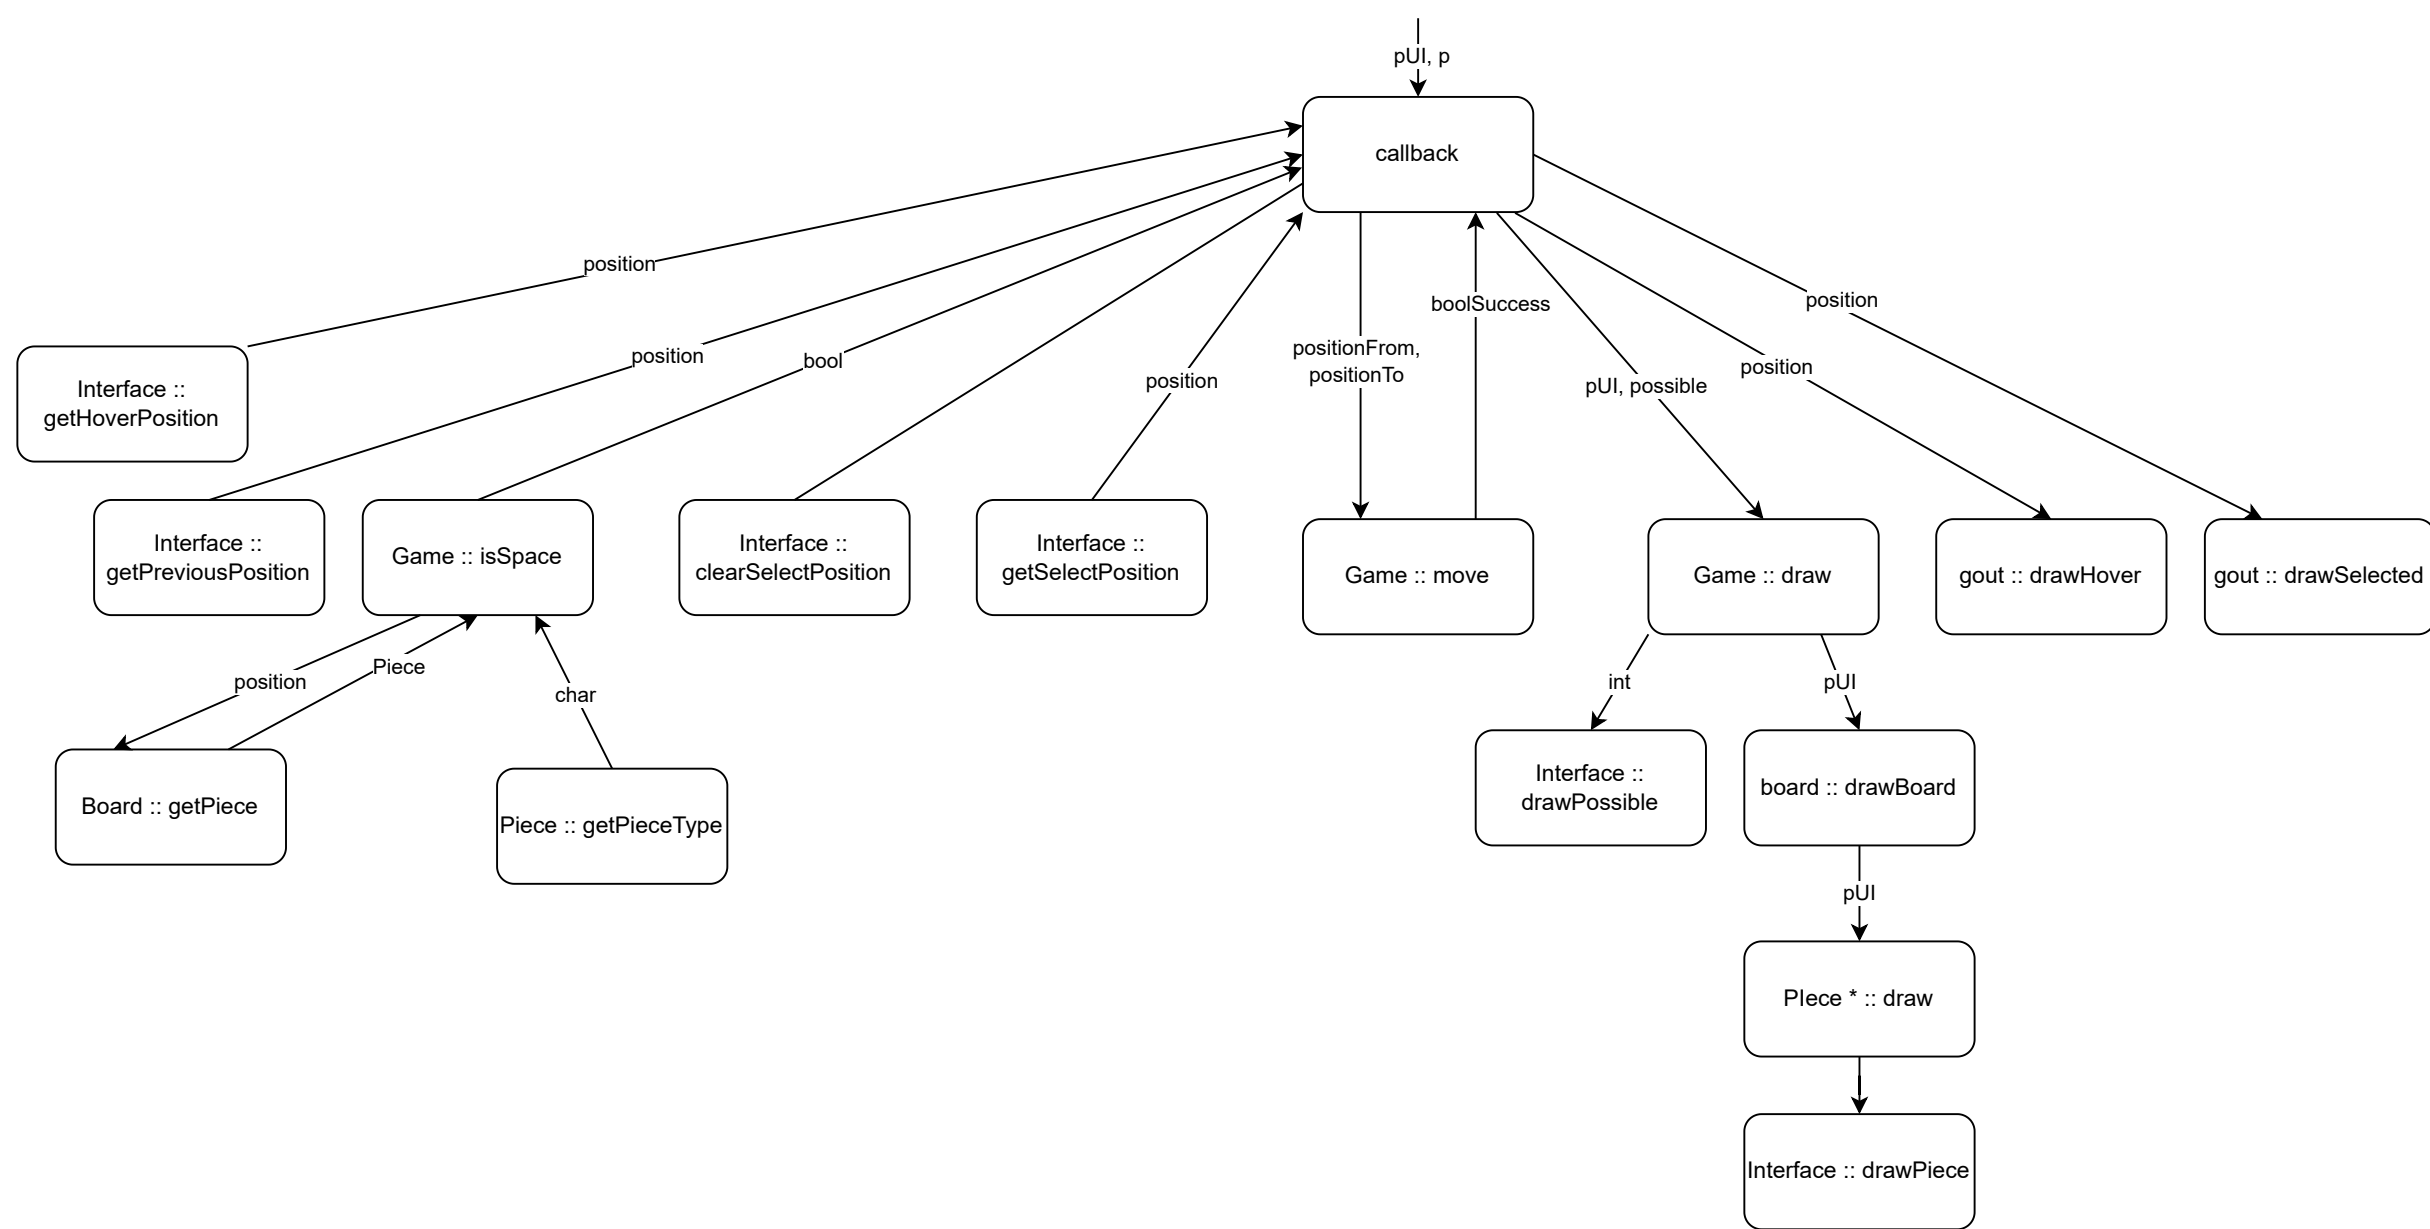 pUI, p
callback
position
position
bool
position
boolSuccess
positionFrom,
positionTo
pUI, possible
position
position
Interface ::
getHoverPosition
Interface ::
getPreviousPosition
Game :: isSpace
Interface ::
clearSelectPosition
Interface ::
getSelectPosition
Game :: move
Game :: draw
gout :: drawHover
gout :: drawSelected
position
Piece
char
int
pUI
Board :: getPiece
Piece :: getPieceType
Interface ::
drawPossible
board :: drawBoard
pUI
PIece * :: draw
Interface :: drawPiece